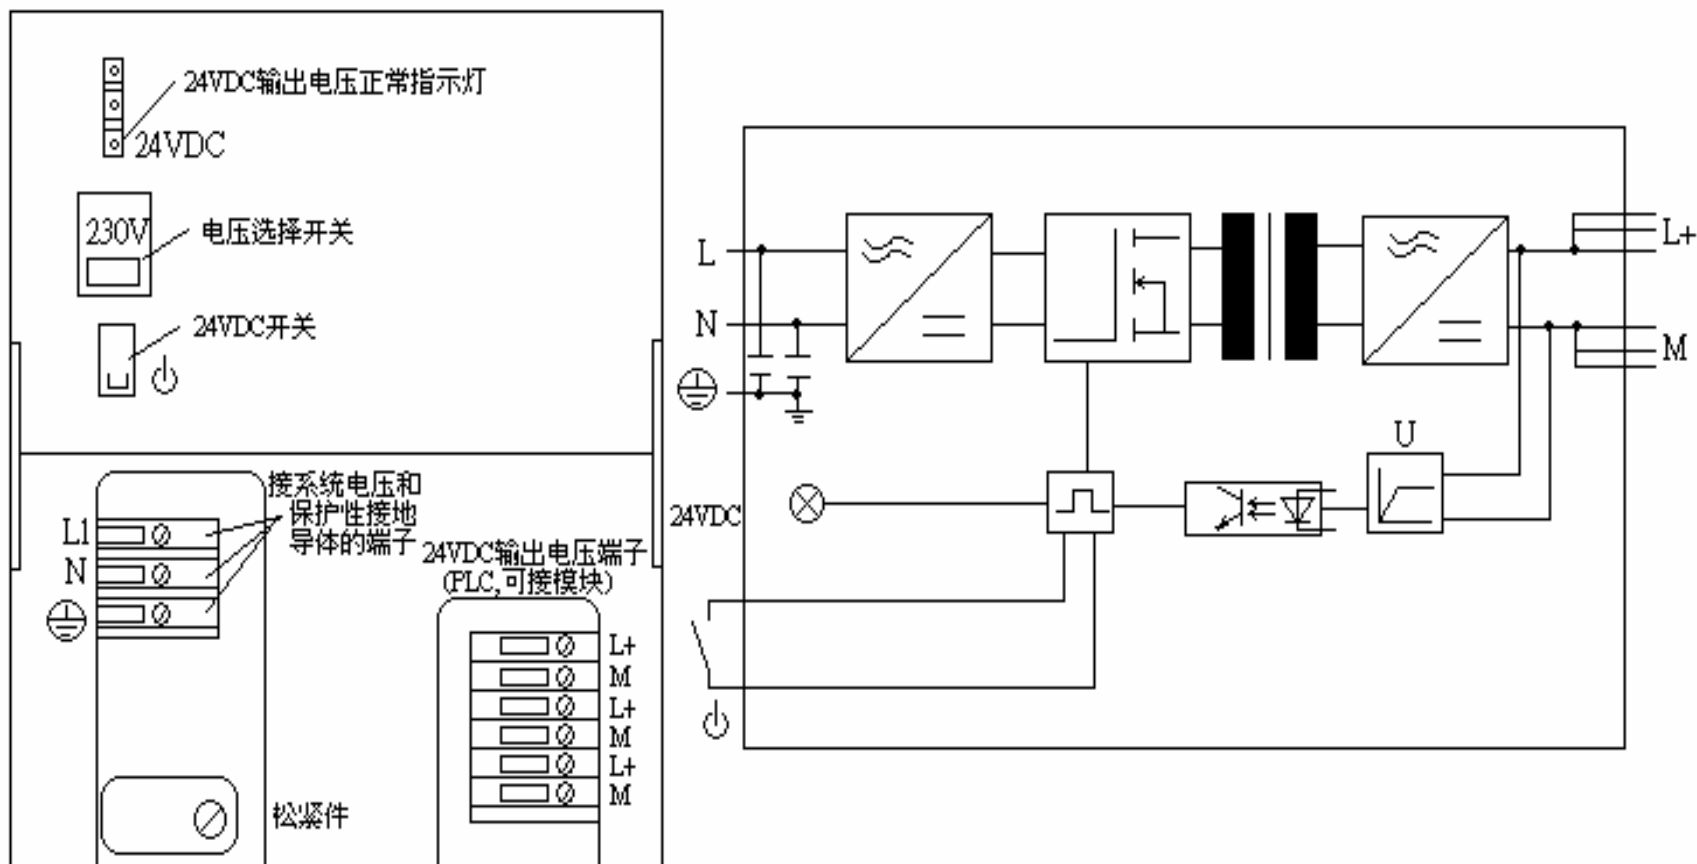 24VDC输出电压正常指示灯
24VDC
230V
电压选择开关
24VDC开关
接系统电压和
保护性接地
导体的端子
L1
N
24VDC输出电压端子
(PLC,可接模块)
L+
M
L+
M
L+
M
松紧件
L
N
L+
M
U
24VDC